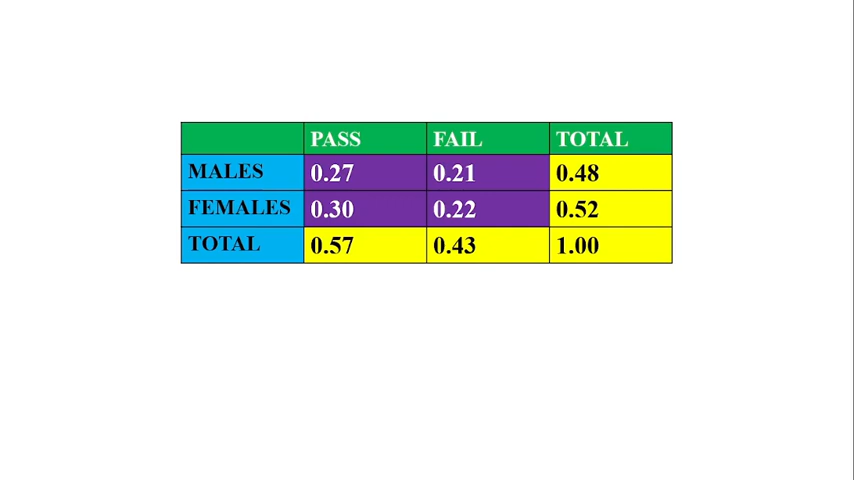 PASS FAIL TOTAL
MALES 0.27 0.21 0.48
FEMALES 0.30 0.22 0.52
TOTAL 0.57 0.43 1.00